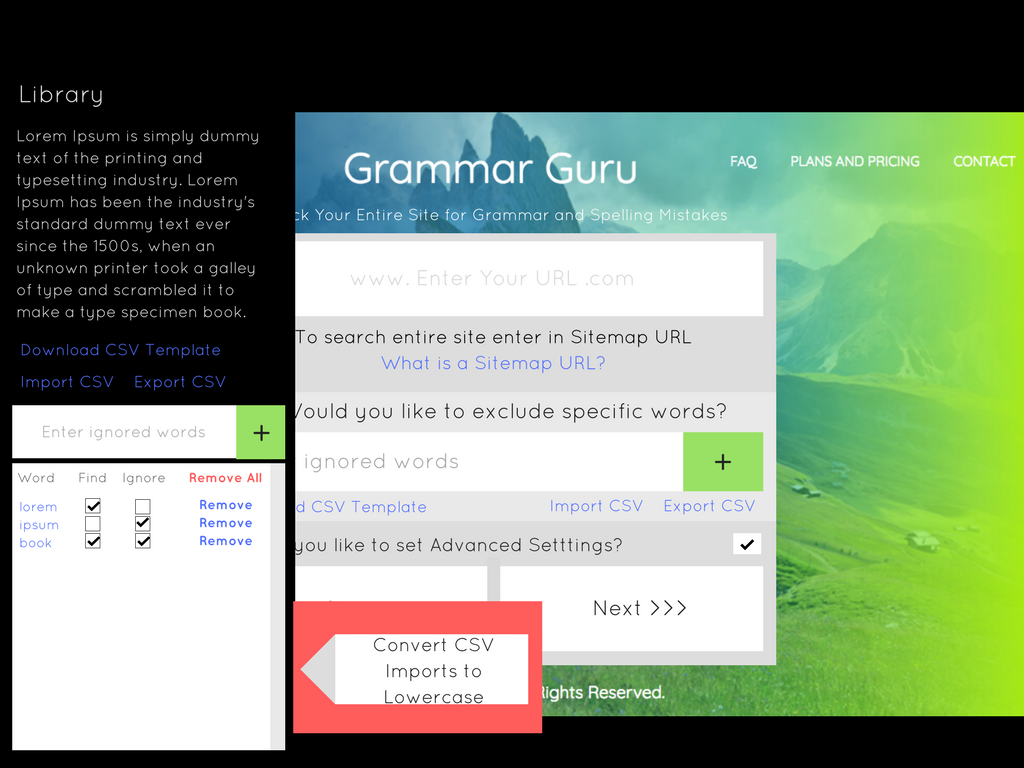 Library
Lorem Ipsum is simply dummy
text of the printing and
typesetting industry. Lorem
Ipsum has been the industry's
standard dummy text ever
since the 1500s, when an
unknown printer took a galley
of type and scrambled it to
make a type specimen book.
Download CSV Template
Import CSV Export CSV
Enter ignored words +
Word Find Ignore Remove All
lorem Remove
ipsum Remove
book Remove
Grammar Guru
FAQ PLANS AND PRICING CONTACT
ck Your Entire Site for Grammar and Spelling Mistakes
www. Enter Your URL .com
To search entire site enter in Sitemap URL
What is a Sitemap URL?
ould you like to exclude specific words?
ignored words +
d CSV Template Import CSV Export CSV
you like to set Advanced Setttings?
Next >>>
Convert CSV
Imports to
Lowercase
Rights Reserved.